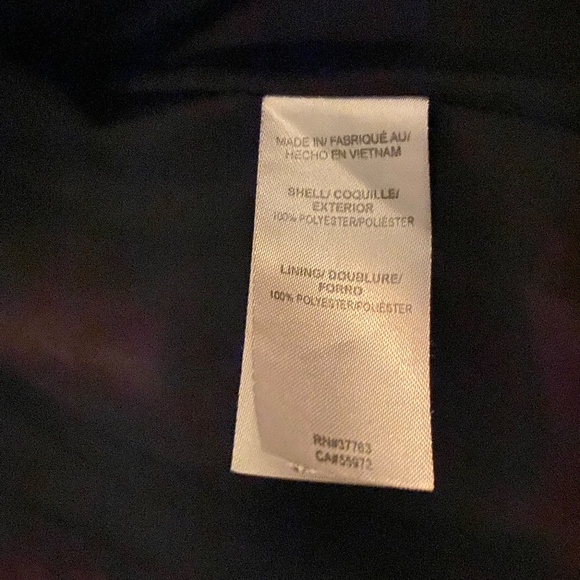 MADE IN/ FABRIQUÉ AU/
HECHO EN VIETNAM
SHELL/ COQUILLE/
EXTERIOR
100% POLYESTER/POLIÉSTER
LINING/ DOUBLURE/
FORRO
100% POLYESTER/POLIÉSTER
RN#37763
CA#55972